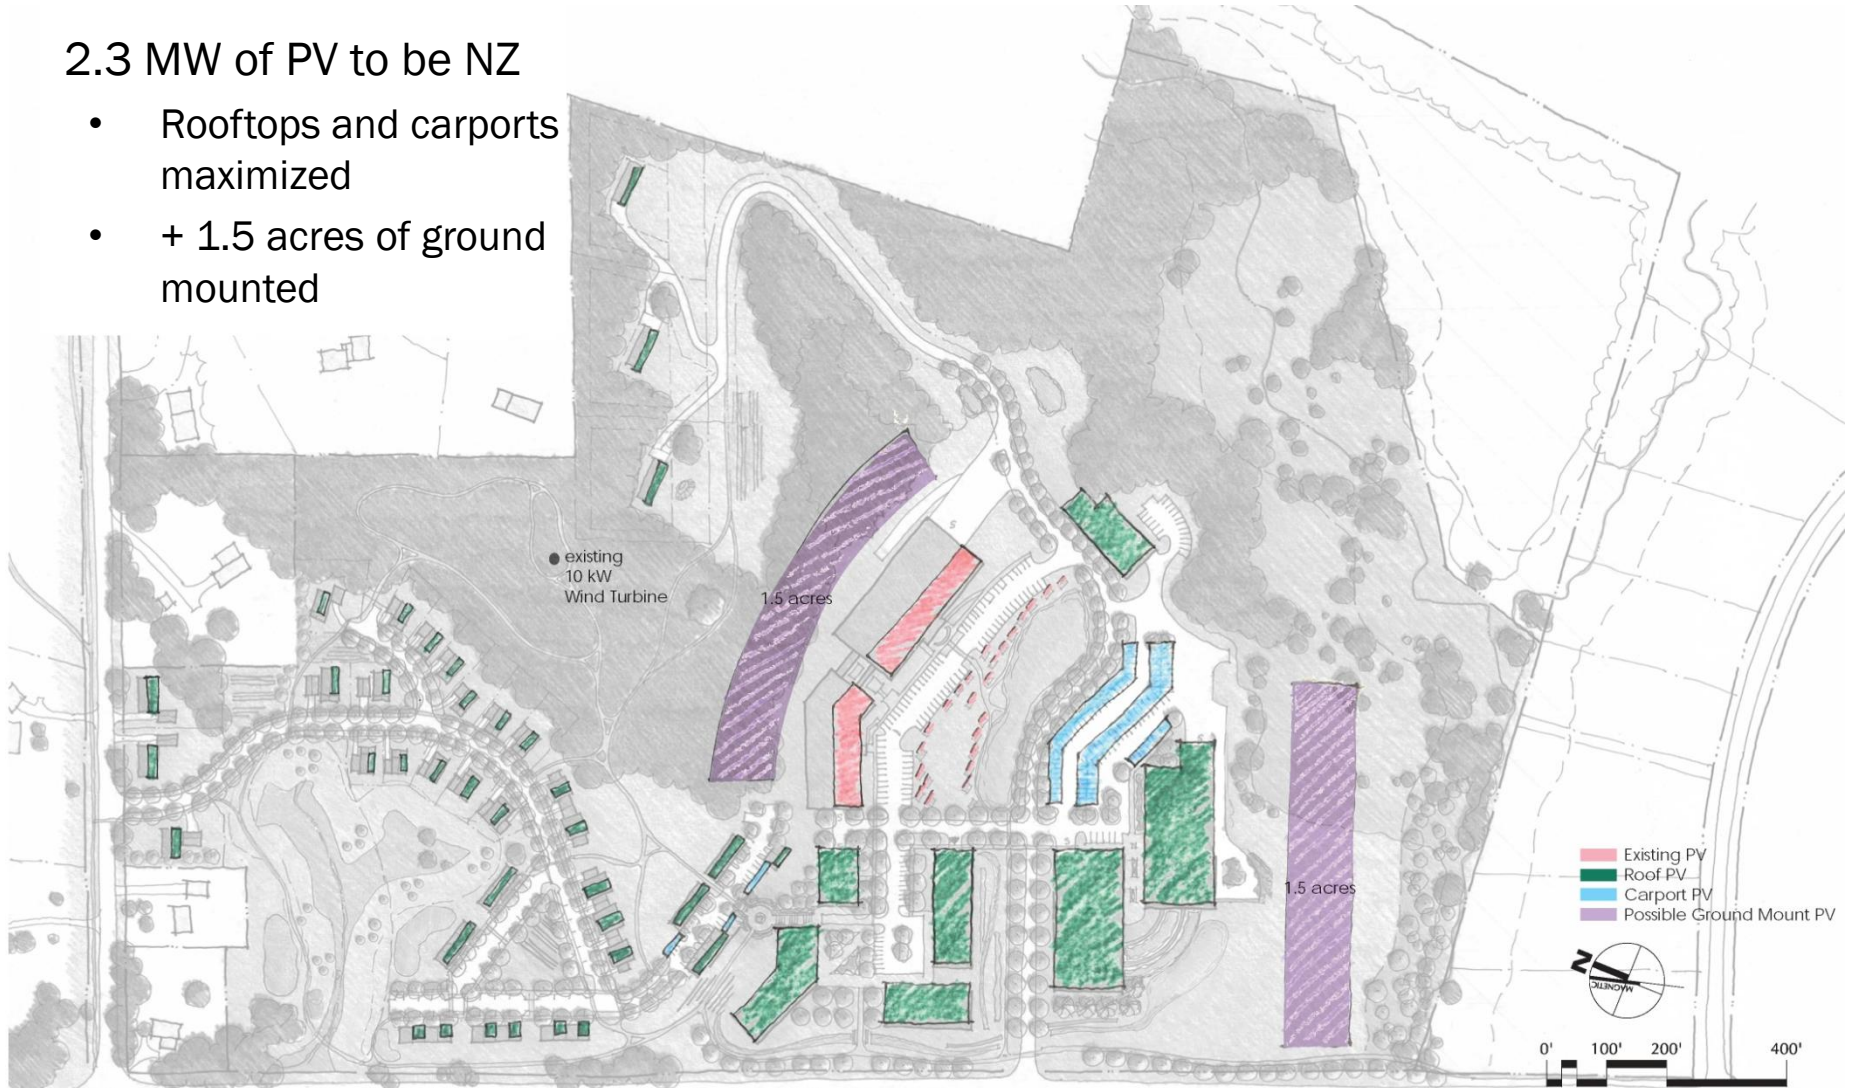 2.3 MW of PV to be NZ
• Rooftops and carports
maximized
• + 1.5 acres of ground
mounted
existing
10 kW
Wind Turbine
1.5 acres
1.5 acres
Existing PV
Roof PV
Carport PV
Possible Ground Mount PV
N
MAGNETIC
0' 100' 200' 400'
S